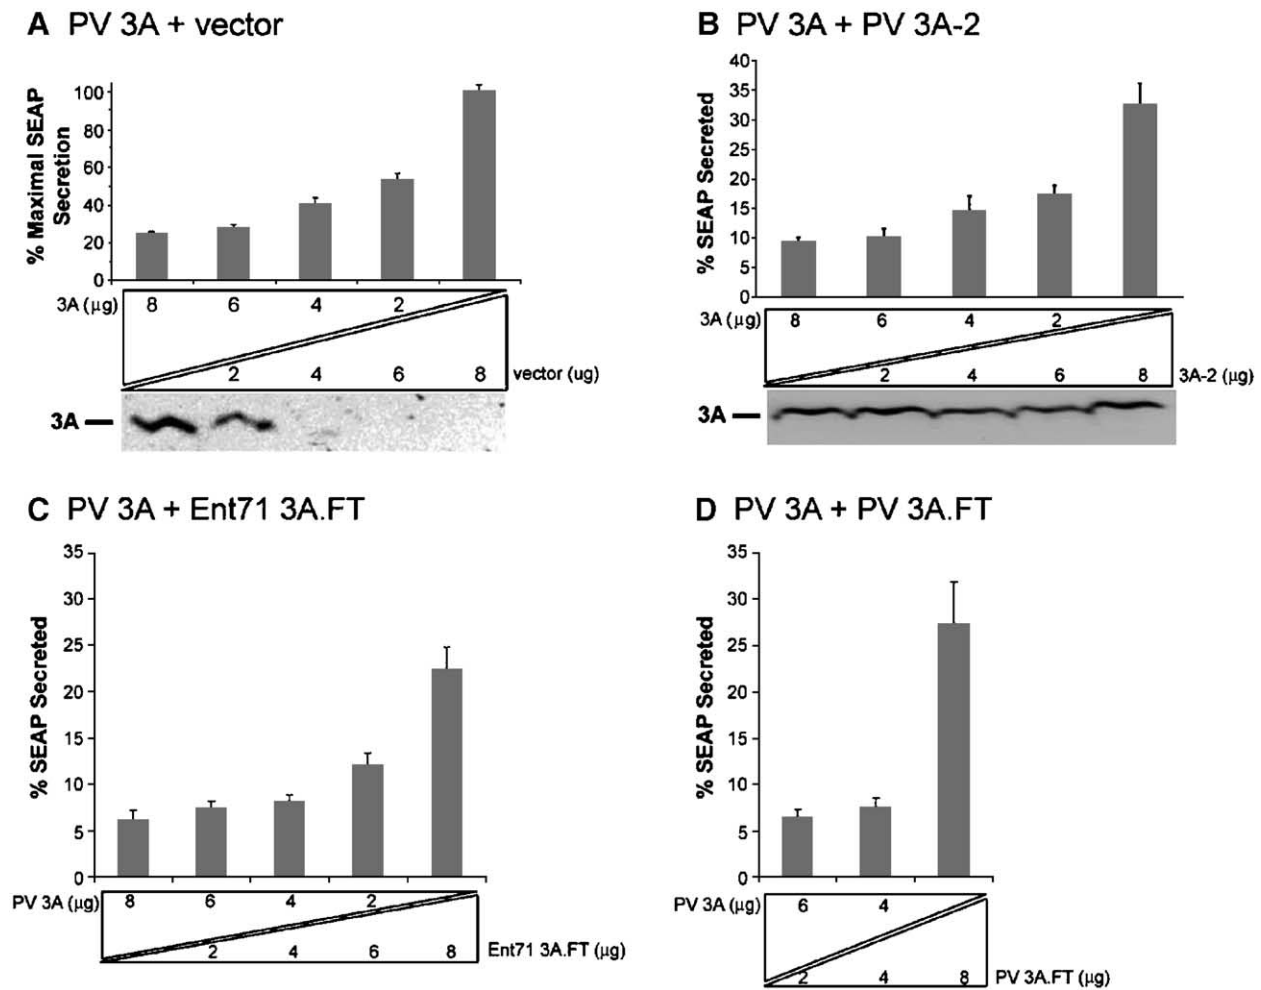 A PV 3A + vector
% Maximal SEAP
Secretion
100
80
60
40
20
0
3A (μg)
8 6 4 2
2 4 6 8
vector (ug)
3A
B PV 3A + PV 3A-2
% SEAP Secreted
40
35
30
25
20
15
10
5
0
3A (μg)
8 6 4 2
2 4 6 8
3A-2 (μg)
3A
C PV 3A + Ent71 3A.FT
% SEAP Secreted
35
30
25
20
15
10
5
0
PV 3A (μg)
8 6 4 2
2 4 6 8
Ent71 3A.FT (μg)
D PV 3A + PV 3A.FT
% SEAP Secreted
35
30
25
20
15
10
5
0
PV 3A (μg)
6 4
2 4 8
PV 3A.FT (μg)